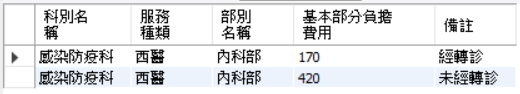 科別名稱 服務種類 部別名稱 基本部分負擔費用 備註
感染防疫科 西醫 內科部 170 經轉診
感染防疫科 西醫 內科部 420 未經轉診